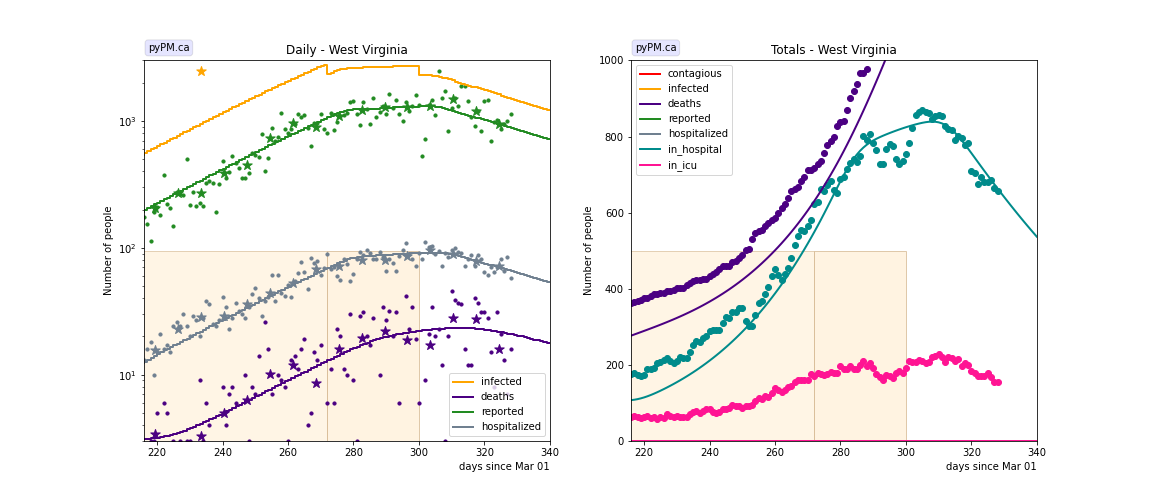 pyPM.ca
Daily - West Virginia
Number of people
10³
10²
10¹
220 240 260 280 300 320 340
days since Mar 01
infected
deaths
reported
hospitalized
pyPM.ca
Totals - West Virginia
Number of people
1000
800
600
400
200
0
220 240 260 280 300 320 340
days since Mar 01
contagious
infected
deaths
reported
hospitalized
in_hospital
in_icu